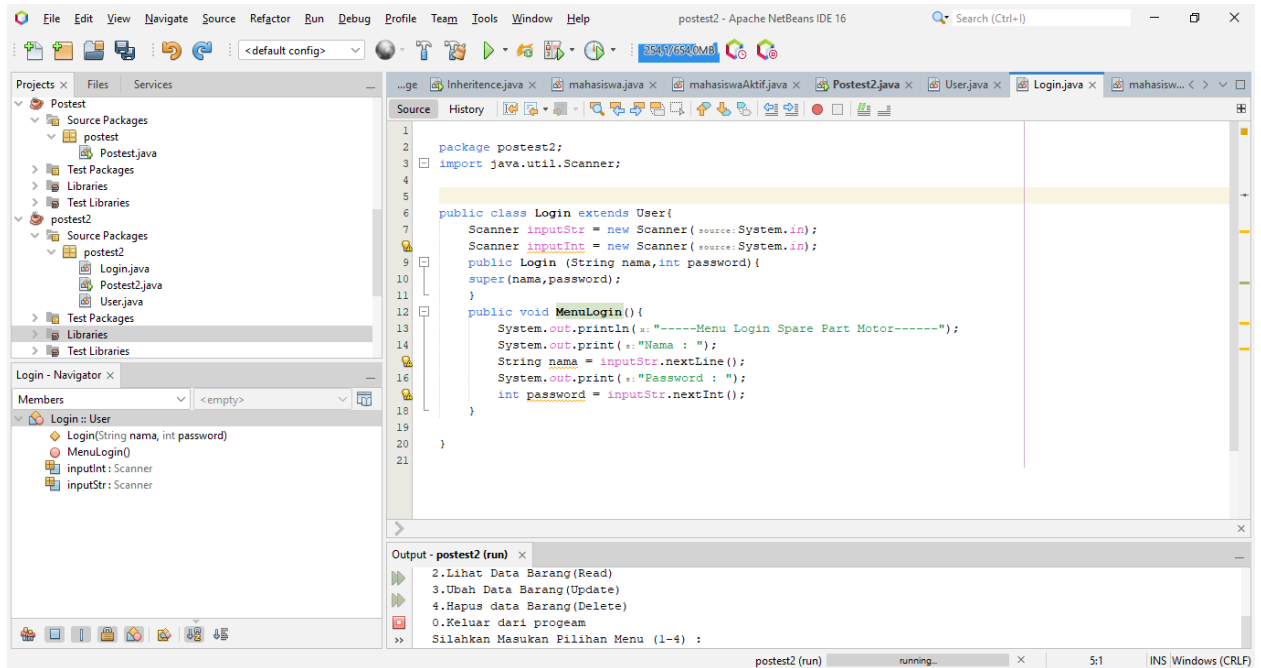 File Edit View Navigate Source Refactor Run Debug Profile Team Tools Window Help postest2 - Apache NetBeans IDE 16 Search (Ctrl+I)
<default config> 254,1/654,0MB
Projects Files Services
Postest
Source Packages
postest
Postest.java
Test Packages
Libraries
Test Libraries
postest2
Source Packages
postest2
Login.java
Postest2.java
User.java
Test Packages
Libraries
Test Libraries
Login - Navigator
Members <empty>
Login :: User
Login(String nama, int password)
MenuLogin()
inputInt : Scanner
inputStr : Scanner
...ge Inheritence.java mahasiswa.java mahasiswaAktif.java Postest2.java User.java Login.java mahasisw...
Source History
1
2 package postest2;
3 import java.util.Scanner;
4
5
6 public class Login extends User{
7 Scanner inputStr = new Scanner( source: System.in);
Scanner inputInt = new Scanner( source: System.in);
9 public Login (String nama,int password){
10 super(nama,password);
11 }
12 public void MenuLogin(){
13 System.out.println( x: "-----Menu Login Spare Part Motor------");
14 System.out.print( x: "Nama : ");
String nama = inputStr.nextLine();
16 System.out.print( x: "Password : ");
int password = inputStr.nextInt();
18 }
19
20 }
21
Output - postest2 (run)
2.Lihat Data Barang(Read)
3.Ubah Data Barang(Update)
4.Hapus data Barang(Delete)
0.Keluar dari progeam
Silahkan Masukan Pilihan Menu (1-4) :
postest2 (run) running... 5:1 INS Windows (CRLF)